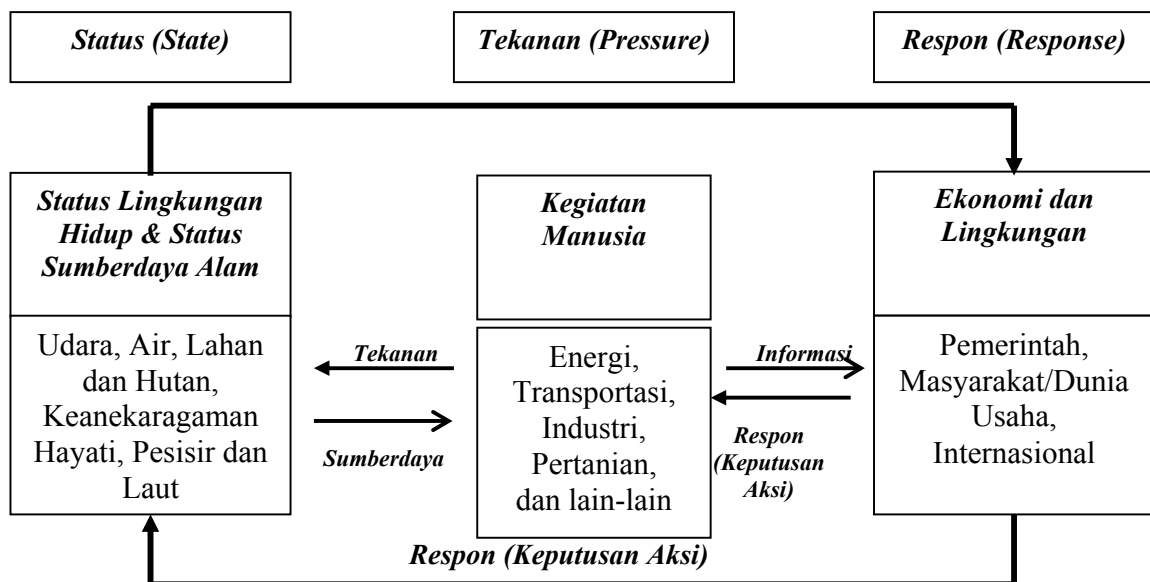 Status (State)
Tekanan (Pressure)
Respon (Response)
Status Lingkungan
Hidup & Status
Sumberdaya Alam
Kegiatan
Manusia
Ekonomi dan
Lingkungan
Udara, Air, Lahan
dan Hutan,
Keanekaragaman
Hayati, Pesisir dan
Laut
Tekanan
Sumberdaya
Energi,
Transportasi,
Industri,
Pertanian,
dan lain-lain
Informasi
Respon
(Keputusan
Aksi)
Pemerintah,
Masyarakat/Dunia
Usaha,
Internasional
Respon (Keputusan Aksi)